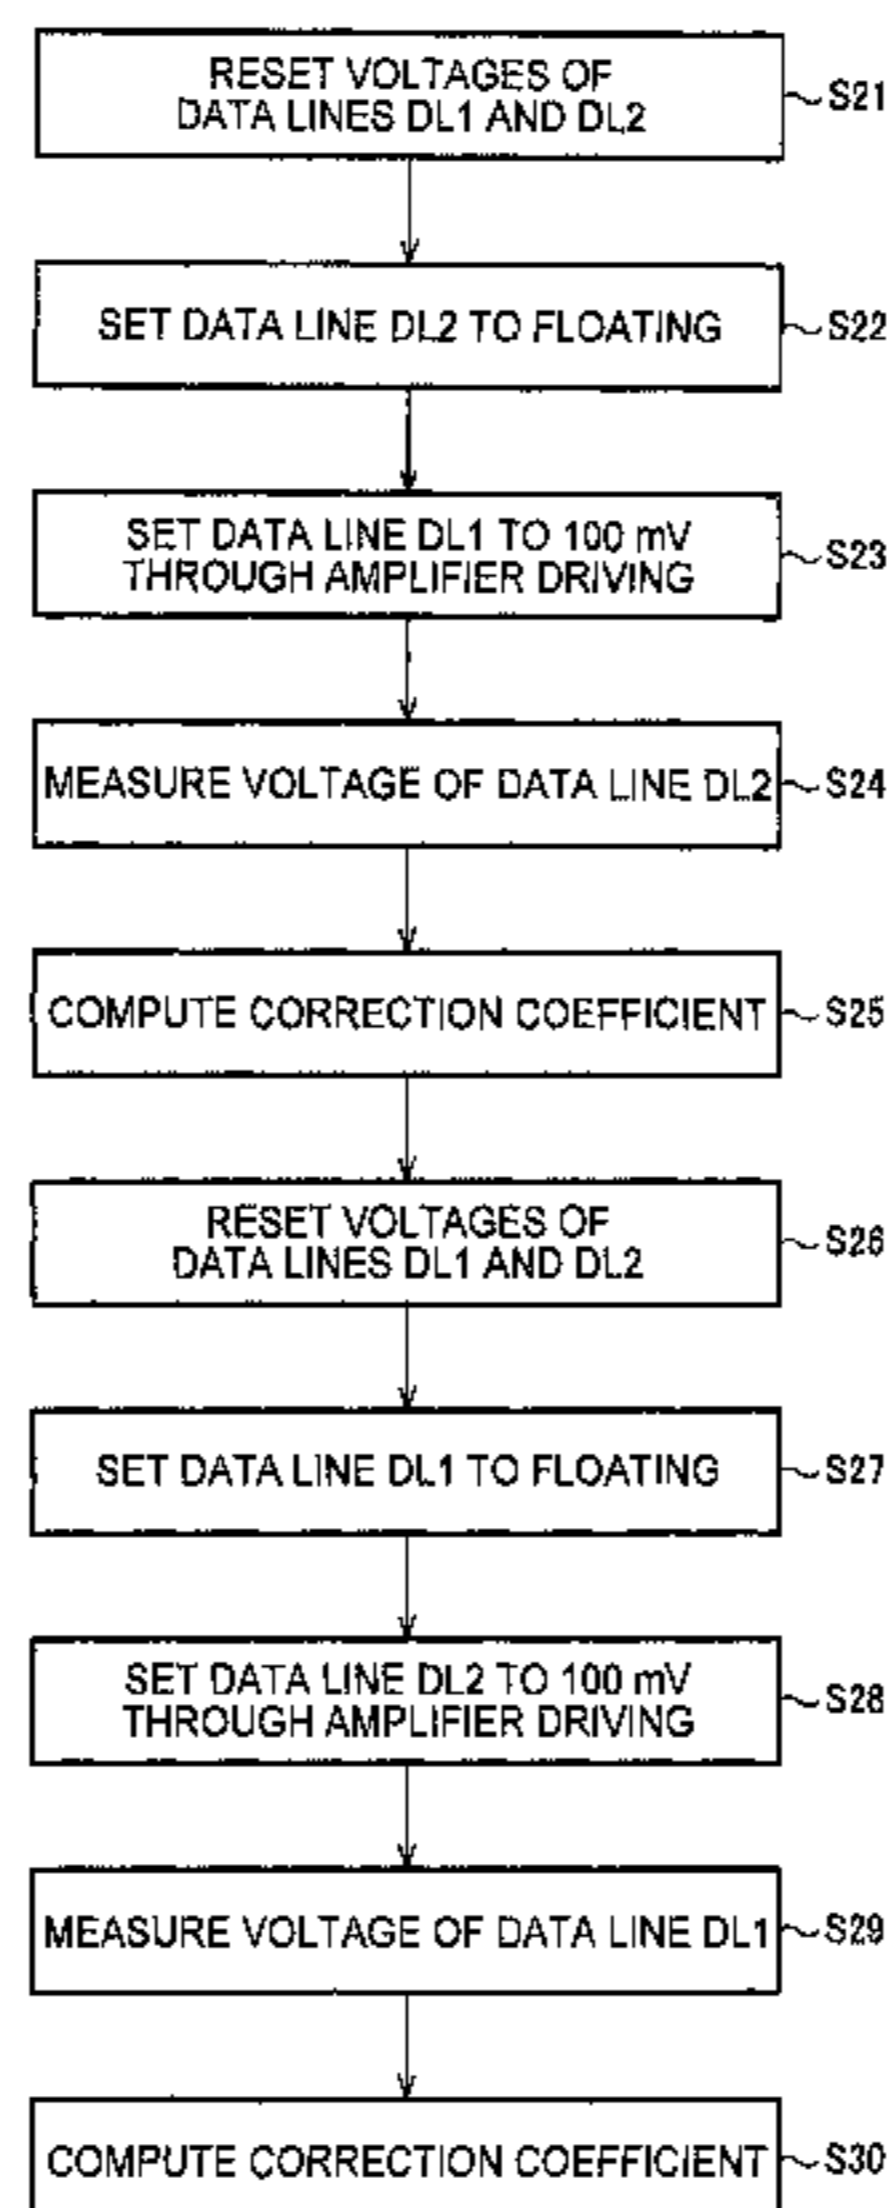 RESET VOLTAGES OF
DATA LINES DL1 AND DL2
S21
SET DATA LINE DL2 TO FLOATING
S22
SET DATA LINE DL1 TO 100 mV
THROUGH AMPLIFIER DRIVING
S23
MEASURE VOLTAGE OF DATA LINE DL2
S24
COMPUTE CORRECTION COEFFICIENT
S25
RESET VOLTAGES OF
DATA LINES DL1 AND DL2
S26
SET DATA LINE DL1 TO FLOATING
S27
SET DATA LINE DL2 TO 100 mV
THROUGH AMPLIFIER DRIVING
S28
MEASURE VOLTAGE OF DATA LINE DL1
S29
COMPUTE CORRECTION COEFFICIENT
S30